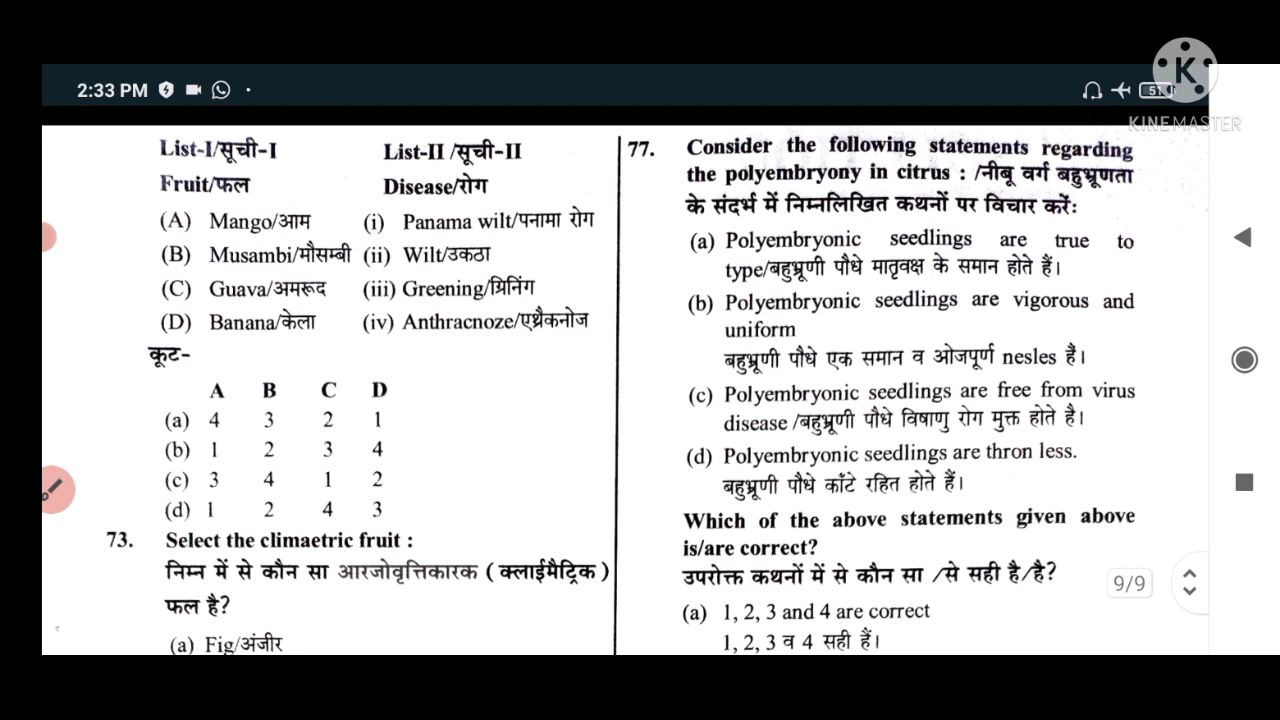 2:33 PM
51
K
KINEMASTER
List-I/सूची-I List-II /सूची-II
Fruit/फल Disease/रोग
(A) Mango/आम (i) Panama wilt/पनामा रोग
(B) Musambi/मौसम्बी (ii) Wilt/उकठा
(C) Guava/अमरूद (iii) Greening/ग्रिनिंग
(D) Banana/केला (iv) Anthracnoze/एथ्रैकनोज
कूट-
A B C D
(a) 4 3 2 1
(b) 1 2 3 4
(c) 3 4 1 2
(d) 1 2 4 3
73. Select the climaetric fruit :
निम्न में से कौन सा आरजोवृत्तिकारक ( क्लाईमैट्रिक )
फल है?
(a) Fig/अंजीर
77. Consider the following statements regarding
the polyembryony in citrus : /नीबू वर्ग बहुभ्रूणता
के संदर्भ में निम्नलिखित कथनों पर विचार करेंः
(a) Polyembryonic seedlings are true to
type/बहुभ्रूणी पौधे मातृवक्ष के समान होते हैं।
(b) Polyembryonic seedlings are vigorous and
uniform
बहुभ्रूणी पौधे एक समान व ओजपूर्ण nesles हैं।
(c) Polyembryonic seedlings are free from virus
disease /बहुभ्रूणी पौधे विषाणु रोग मुक्त होते है।
(d) Polyembryonic seedlings are thron less.
बहुभ्रूणी पौधे काँटे रहित होते हैं।
Which of the above statements given above
is/are correct?
उपरोक्त कथनों में से कौन सा /से सही है/है?
(a) 1, 2, 3 and 4 are correct
1, 2, 3 व 4 सही हैं।
9/9